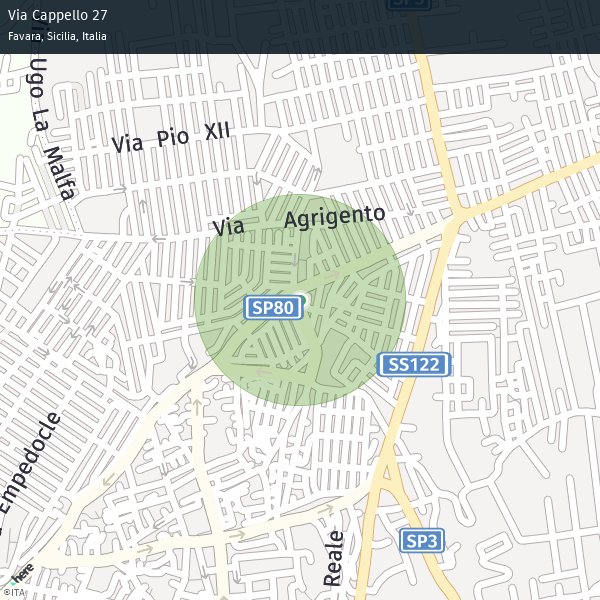 Via Cappello 27
Favara, Sicilia, Italia
Ugo La Malfa
Via Pio XII
Via Agrigento
SP80
SS122
Empedocle
SP3
Reale
here
©ITA